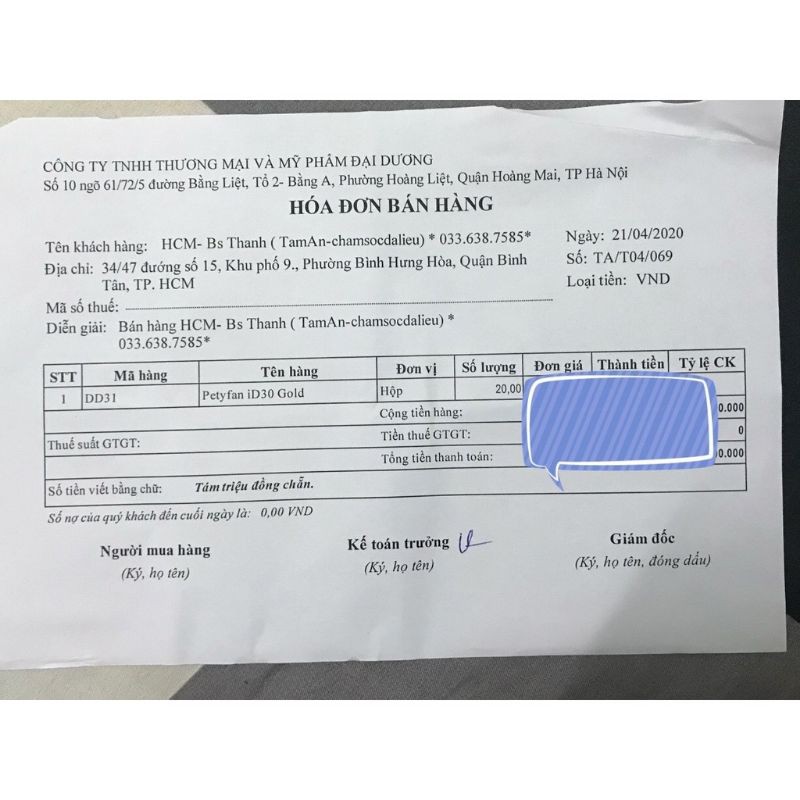 CÔNG TY TNHH THƯƠNG MẠI VÀ MỸ PHẨM ĐẠI DƯƠNG
Số 10 ngõ 61/72/5 đường Bằng Liệt, Tổ 2- Bằng A, Phường Hoàng Liệt, Quận Hoàng Mai, TP Hà Nội
HÓA ĐƠN BÁN HÀNG
Tên khách hàng: HCM- Bs Thanh ( TamAn-chamsocdalieu) * 033.638.7585* Ngày: 21/04/2020
Địa chỉ: 34/47 đướng số 15, Khu phố 9., Phường Bình Hưng Hòa, Quận Bình Số: TA/T04/069
Tân, TP. HCM Loại tiền: VND
Mã số thuế:
Diễn giải: Bán hàng HCM- Bs Thanh ( TamAn-chamsocdalieu) *
033.638.7585*
STT Mã hàng Tên hàng Đơn vị Số lượng Đơn giá Thành tiền Tỷ lệ CK
1 DD31 Petyfan iD30 Gold Hộp 20,00
Cộng tiền hàng: 0.000
Thuế suất GTGT: Tiền thuế GTGT: 0
Tổng tiền thanh toán: 00.000
Số tiền viết bằng chữ: Tám triệu đồng chẵn.
Số nợ của quý khách đến cuối ngày là: 0,00 VND
Người mua hàng Kế toán trưởng Giám đốc
(Ký, họ tên) (Ký, họ tên) (Ký, họ tên, đóng dấu)